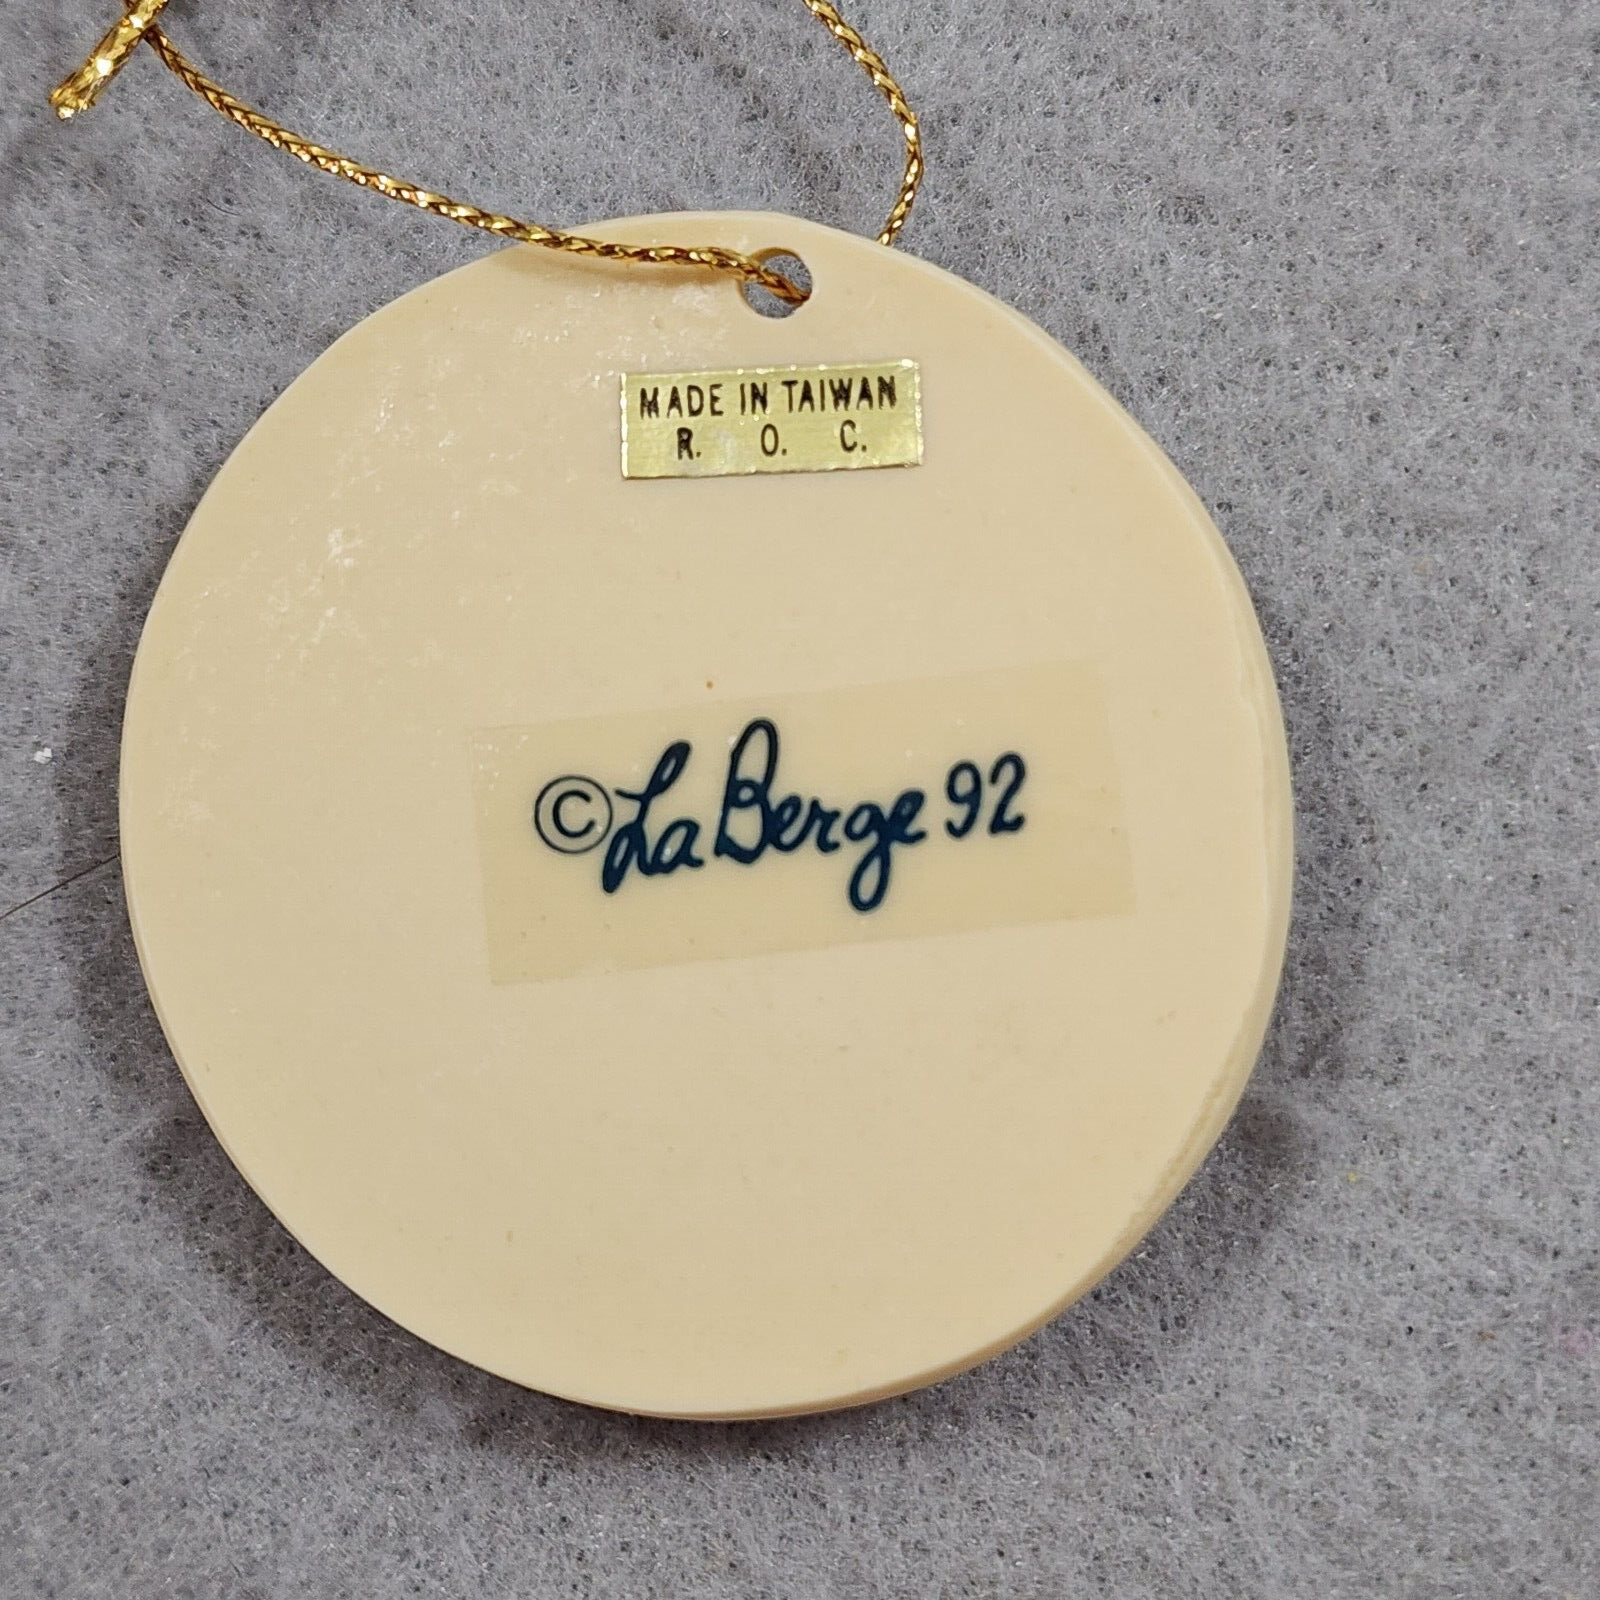 MADE IN TAIWAN
R. O. C.
© La Berge 92